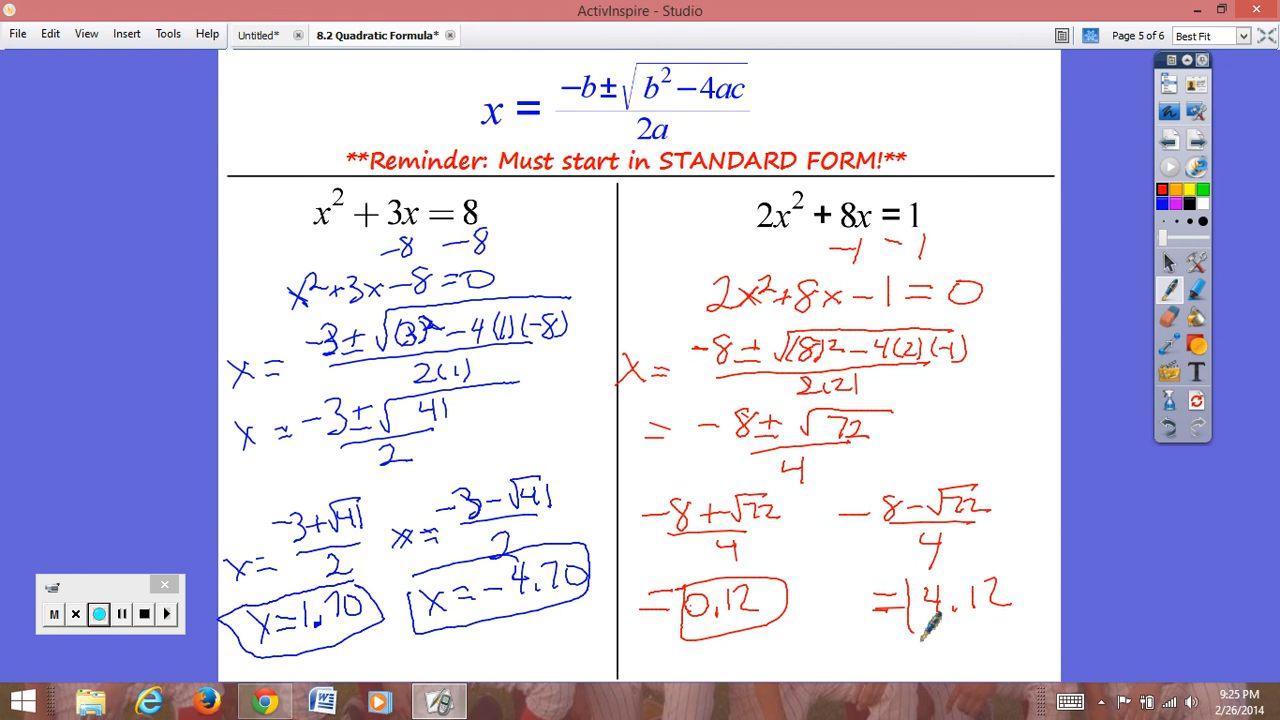 ActivInspire - Studio
File Edit View Insert Tools Help Untitled* 8.2 Quadratic Formula* Page 5 of 6 Best Fit
x = (-b ± √(b² - 4ac)) / 2a
**Reminder: Must start in STANDARD FORM!**
x² + 3x = 8
-8 -8
x² + 3x - 8 = 0
x = (-3 ± √((3)² - 4(1)(-8))) / 2(1)
x = (-3 ± √41) / 2
x = (-3 + √41) / 2 x = (-3 - √41) / 2
x = 1.70 x = -4.70
2x² + 8x = 1
-1 -1
2x² + 8x - 1 = 0
x = (-8 ± √((8)² - 4(2)(-1))) / 2(2)
= (-8 ± √72) / 4
(-8 + √72) / 4 (-8 - √72) / 4
= 0.12 = 4.12
M
T
9:25 PM
2/26/2014